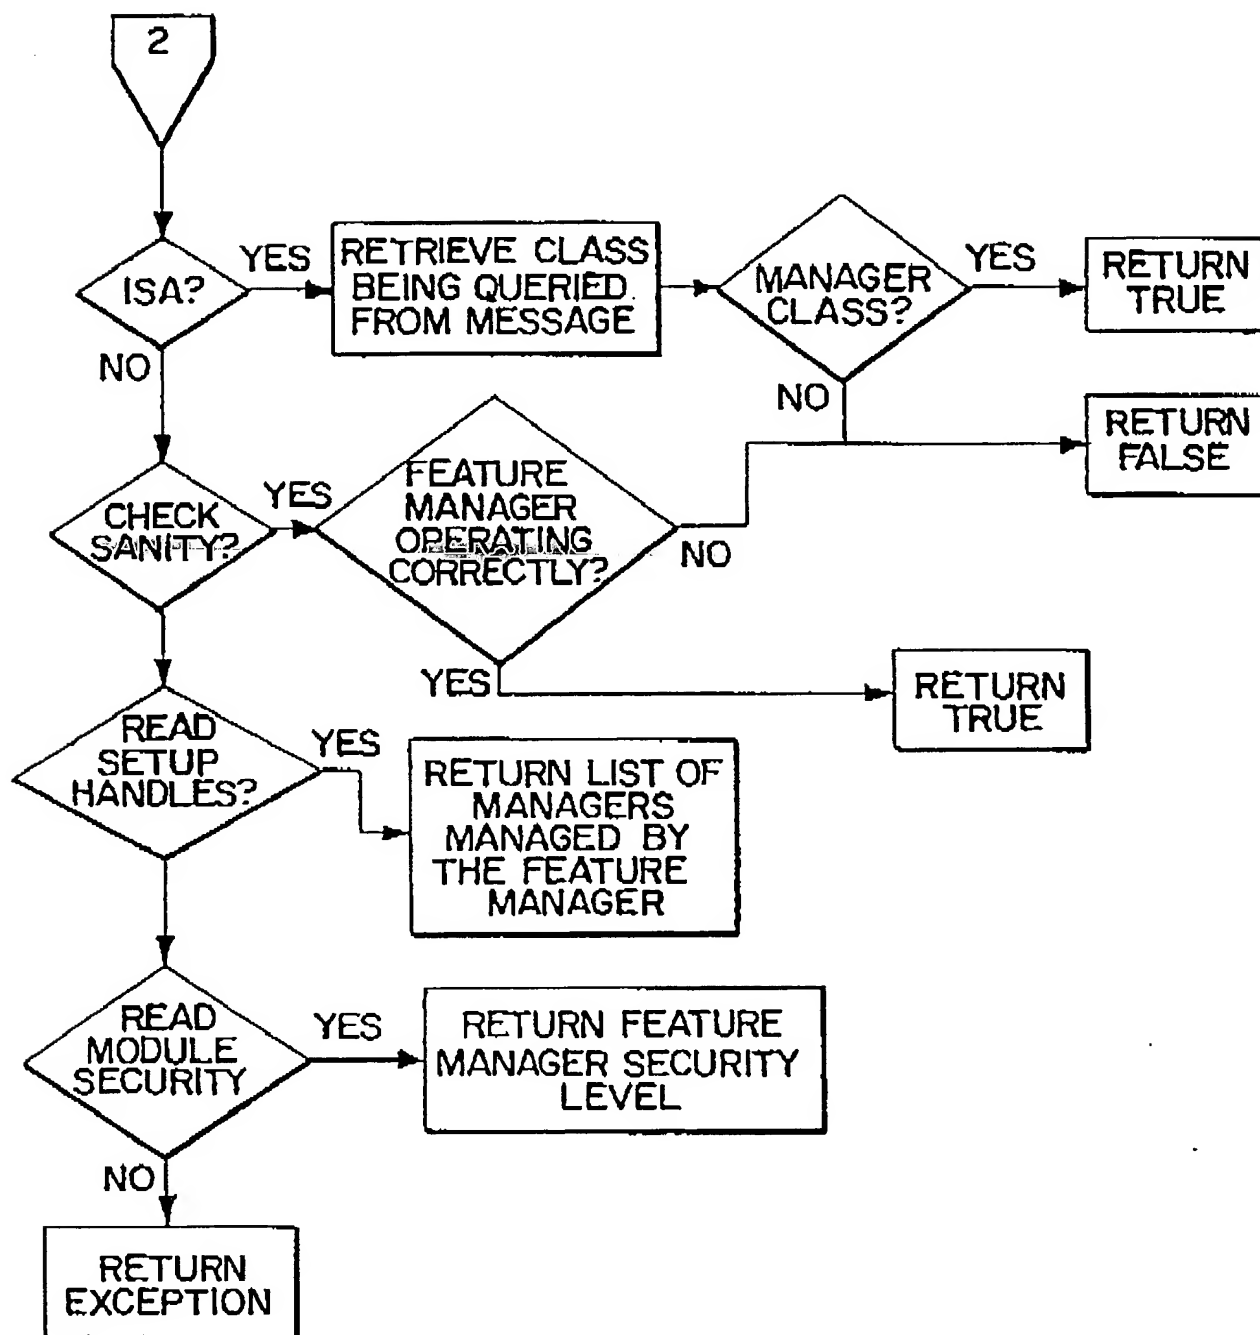 2
ISA?
YES
RETRIEVE CLASS
BEING QUERIED
FROM MESSAGE
MANAGER
CLASS?
YES
RETURN
TRUE
NO
NO
RETURN
FALSE
CHECK
SANITY?
YES
FEATURE
MANAGER
OPERATING
CORRECTLY?
NO
YES
RETURN
TRUE
READ
SETUP
HANDLES?
YES
RETURN LIST OF
MANAGERS
MANAGED BY
THE FEATURE
MANAGER
READ
MODULE
SECURITY
YES
RETURN FEATURE
MANAGER SECURITY
LEVEL
NO
RETURN
EXCEPTION